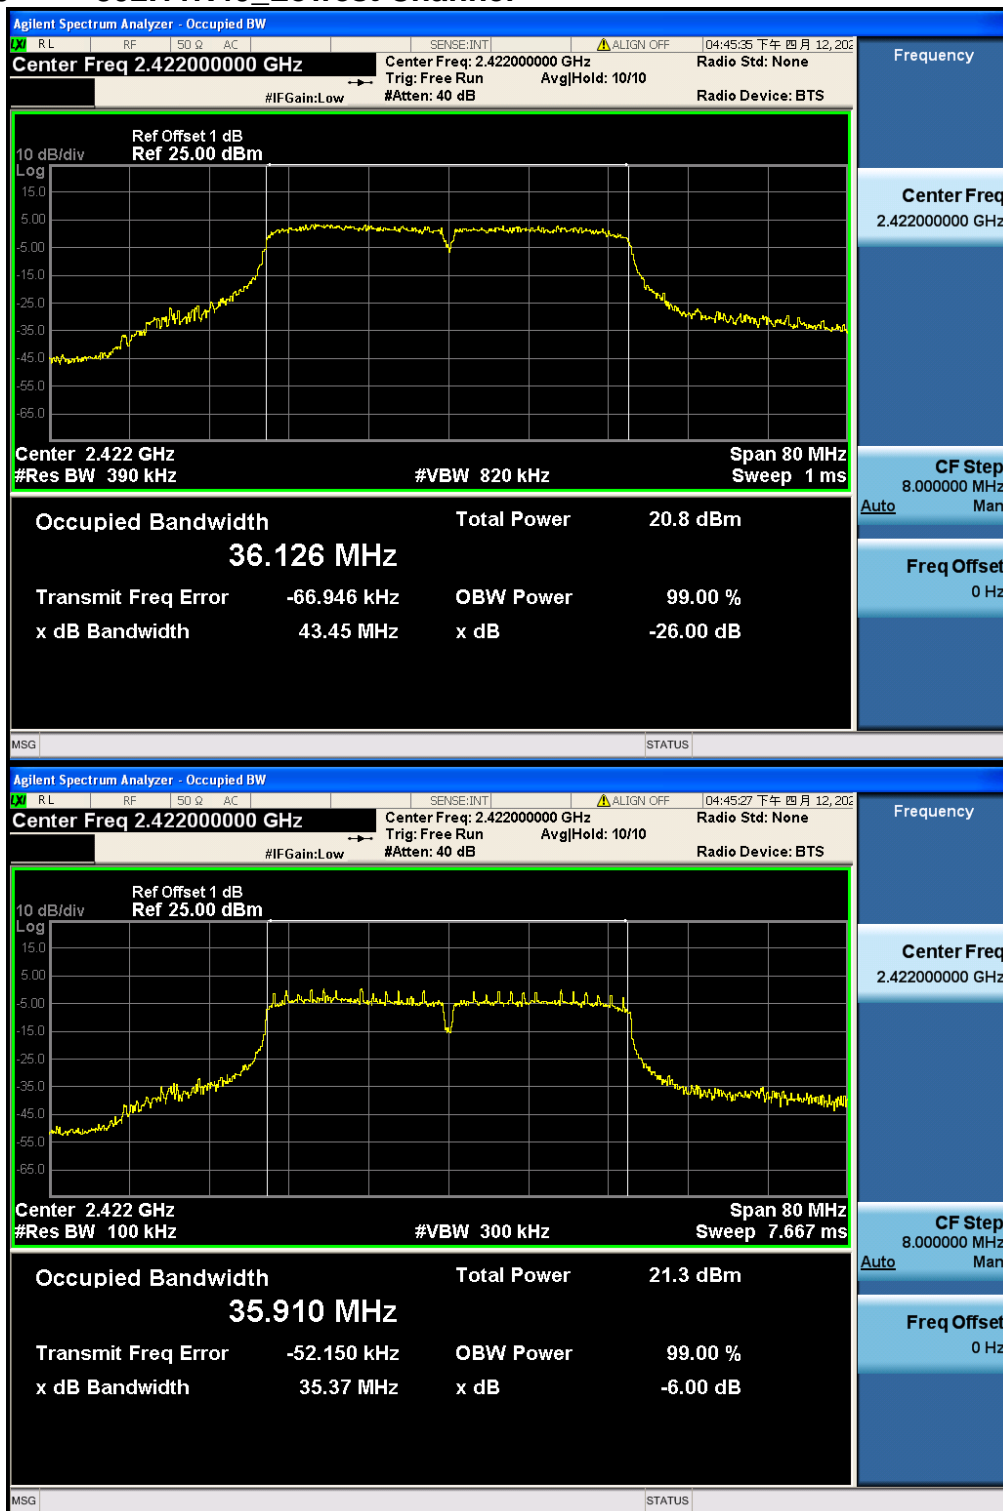 Agilent Spectrum Analyzer - Occupied BW
LXI RL RF 50 Ω AC SENSE:INT ALIGN OFF 04:45:35 下午 四月 12, 202
Center Freq 2.422000000 GHz
Center Freq: 2.422000000 GHz Radio Std: None
Trig: Free Run Avg|Hold: 10/10
#IFGain:Low #Atten: 40 dB Radio Device: BTS
Frequency
Ref Offset 1 dB
10 dB/div Ref 25.00 dBm
Log
15.0
5.00
-5.00
-15.0
-25.0
-35.0
-45.0
-55.0
-65.0
Center 2.422 GHz Span 80 MHz
#Res BW 390 kHz #VBW 820 kHz Sweep 1 ms
Center Freq
2.422000000 GHz
CF Step
8.000000 MHz
Auto Man
Freq Offset
0 Hz
Occupied Bandwidth Total Power 20.8 dBm
36.126 MHz
Transmit Freq Error -66.946 kHz OBW Power 99.00 %
x dB Bandwidth 43.45 MHz x dB -26.00 dB
MSG STATUS
Agilent Spectrum Analyzer - Occupied BW
LXI RL RF 50 Ω AC SENSE:INT ALIGN OFF 04:45:27 下午 四月 12, 202
Center Freq 2.422000000 GHz
Center Freq: 2.422000000 GHz Radio Std: None
Trig: Free Run Avg|Hold: 10/10
#IFGain:Low #Atten: 40 dB Radio Device: BTS
Frequency
Ref Offset 1 dB
10 dB/div Ref 25.00 dBm
Log
15.0
5.00
-5.00
-15.0
-25.0
-35.0
-45.0
-55.0
-65.0
Center 2.422 GHz Span 80 MHz
#Res BW 100 kHz #VBW 300 kHz Sweep 7.667 ms
Center Freq
2.422000000 GHz
CF Step
8.000000 MHz
Auto Man
Freq Offset
0 Hz
Occupied Bandwidth Total Power 21.3 dBm
35.910 MHz
Transmit Freq Error -52.150 kHz OBW Power 99.00 %
x dB Bandwidth 35.37 MHz x dB -6.00 dB
MSG STATUS